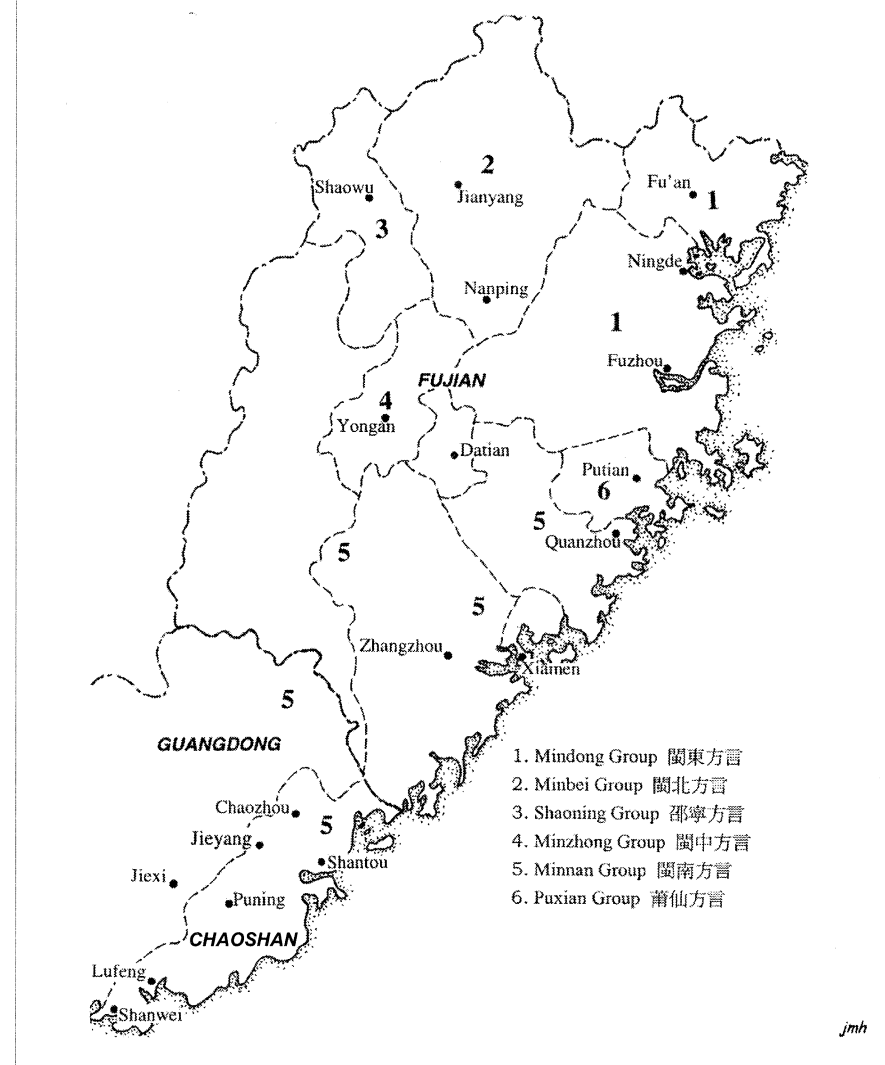 2
Shaowu
Jianyang
Fu'an
1
3
Ningde
Nanping
1
Fuzhou
FUJIAN
4
Yongan
Datian
Putian
6
5
Quanzhou
5
5
Zhangzhou
Xiamen
5
GUANGDONG
1. Mindong Group 閩東方言
2. Minbei Group 閩北方言
3. Shaoning Group 邵寧方言
4. Minzhong Group 閩中方言
5. Minnan Group 閩南方言
6. Puxian Group 莆仙方言
Chaozhou
5
Jieyang
Shantou
Jiexi
Puning
CHAOSHAN
Lufeng
Shanwei
jmh